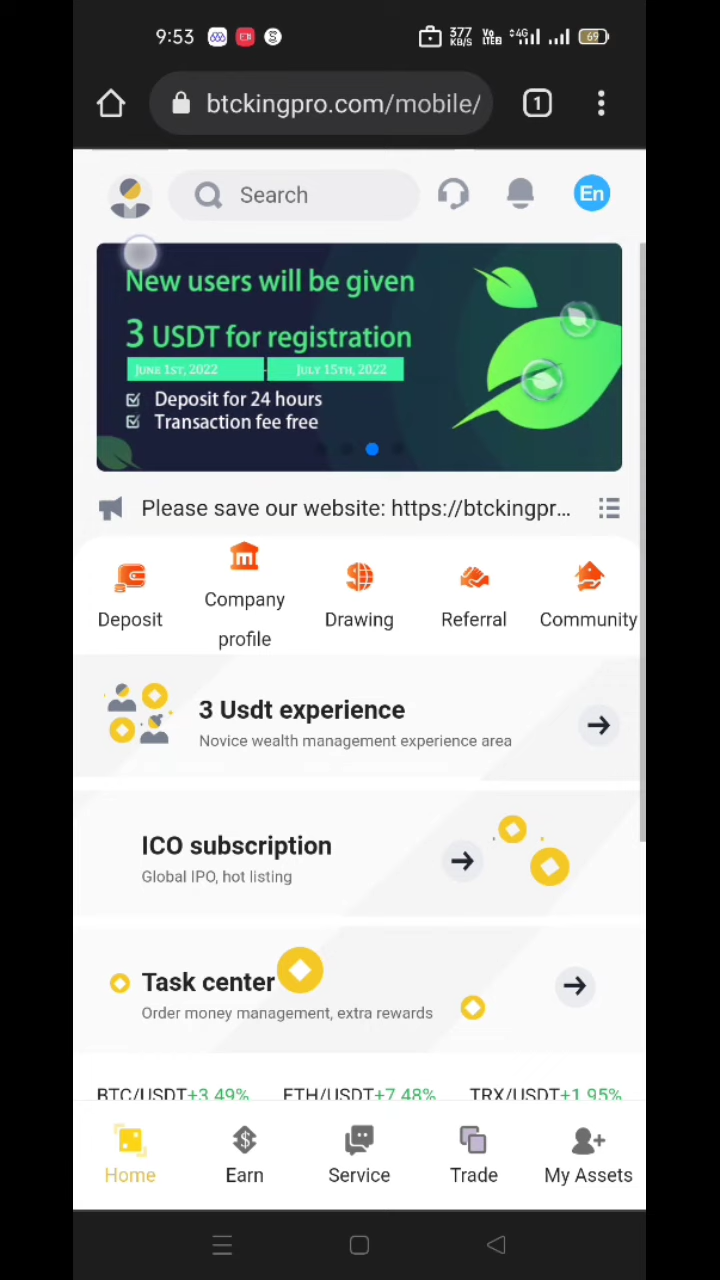 9:53
377 KB/S
Vo LTE
4G
69
btckingpro.com/mobile/
1
Search
En
New users will be given
3 USDT for registration
JUNE 1ST, 2022 - JULY 15TH, 2022
Deposit for 24 hours
Transaction fee free
Please save our website: https://btckingpr...
Deposit
Company
profile
Drawing
Referral
Community
3 Usdt experience
Novice wealth management experience area
ICO subscription
Global IPO, hot listing
Task center
Order money management, extra rewards
BTC/USDT+3.49% ETH/USDT+7.48% TRX/USDT+1.95%
Home
Earn
Service
Trade
My Assets